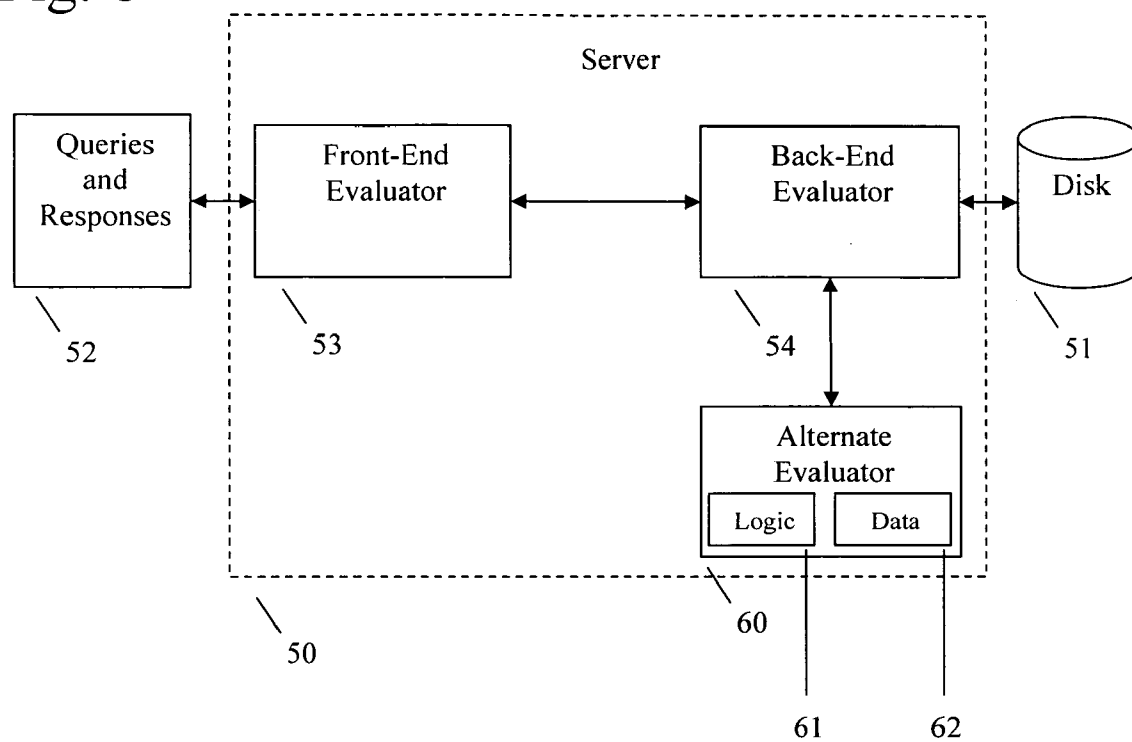 Server
Queries
and
Responses
Front-End
Evaluator
Back-End
Evaluator
Disk
52
53
54
51
Alternate
Evaluator
Logic
Data
50
60
61
62